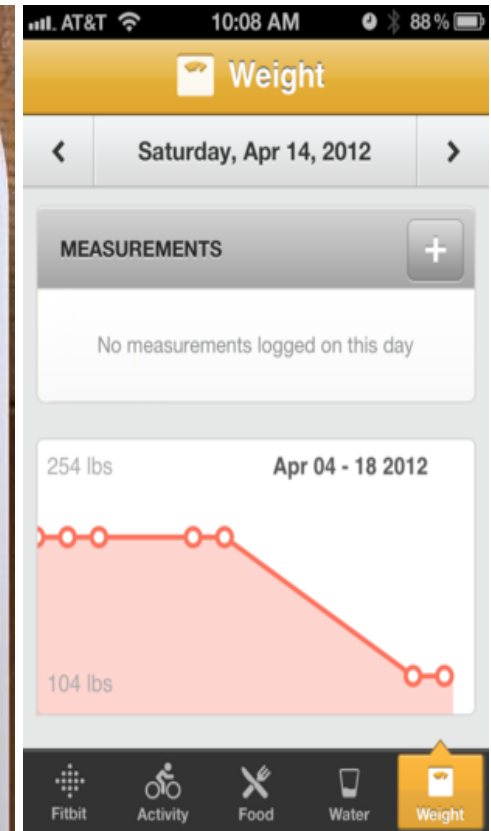 AT&T 10:08 AM 88%
Weight
Saturday, Apr 14, 2012
MEASUREMENTS +
No measurements logged on this day
254 lbs Apr 04 - 18 2012
104 lbs
Fitbit Activity Food Water Weight